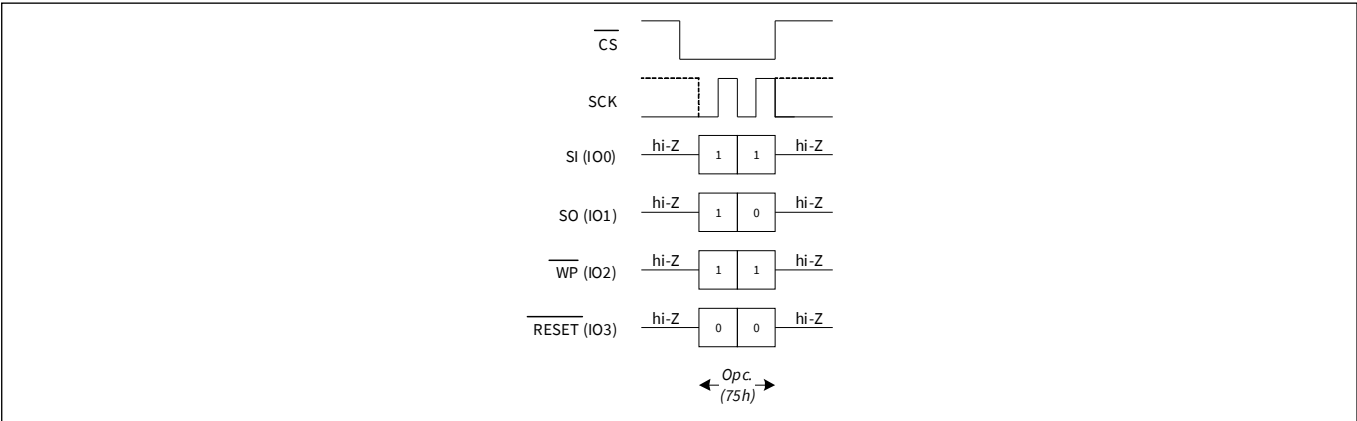 CS
SCK
SI (IO0) hi-Z 1 1 hi-Z
SO (IO1) hi-Z 1 0 hi-Z
WP (IO2) hi-Z 1 1 hi-Z
RESET (IO3) hi-Z 0 0 hi-Z
Opc.
(75h)